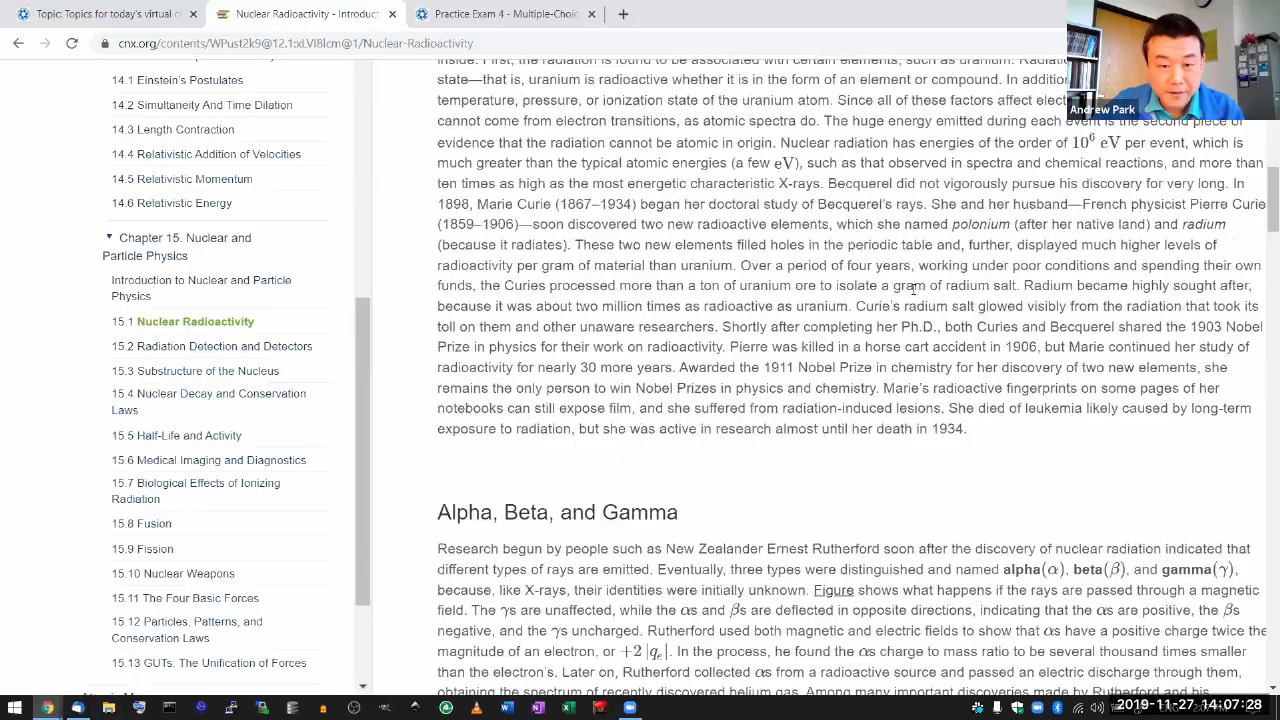 Topic: Topics for today's virtual cl
Nuclear Radioactivity - Introduct
Practice Exam 4 - Multiple-Choic
cnx.org/contents/WPust2k9@12.1:xLVI8lcm@1/Nuclear-Radioactivity
14.1 Einstein's Postulates
14.2 Simultaneity And Time Dilation
14.3 Length Contraction
14.4 Relativistic Addition of Velocities
14.5 Relativistic Momentum
14.6 Relativistic Energy
Chapter 15. Nuclear and
Particle Physics
Introduction to Nuclear and Particle
Physics
15.1 Nuclear Radioactivity
15.2 Radiation Detection and Detectors
15.3 Substructure of the Nucleus
15.4 Nuclear Decay and Conservation
Laws
15.5 Half-Life and Activity
15.6 Medical Imaging and Diagnostics
15.7 Biological Effects of Ionizing
Radiation
15.8 Fusion
15.9 Fission
15.10 Nuclear Weapons
15.11 The Four Basic Forces
15.12 Particles, Patterns, and
Conservation Laws
15.13 GUTs: The Unification of Forces
inside. First, the radiation is found to be associated with certain elements, such as uranium.
state—that is, uranium is radioactive whether it is in the form of an element or compound. In addition
temperature, pressure, or ionization state of the uranium atom. Since all of these factors affect
cannot come from electron transitions, as atomic spectra do. The huge energy emitted during each event is the second piece of
evidence that the radiation cannot be atomic in origin. Nuclear radiation has energies of the order of 10⁶ eV per event, which is
much greater than the typical atomic energies (a few eV), such as that observed in spectra and chemical reactions, and more than
ten times as high as the most energetic characteristic X-rays. Becquerel did not vigorously pursue his discovery for very long. In
1898, Marie Curie (1867–1934) began her doctoral study of Becquerel's rays. She and her husband—French physicist Pierre Curie
(1859–1906)—soon discovered two new radioactive elements, which she named polonium (after her native land) and radium
(because it radiates). These two new elements filled holes in the periodic table and, further, displayed much higher levels of
radioactivity per gram of material than uranium. Over a period of four years, working under poor conditions and spending their own
funds, the Curies processed more than a ton of uranium ore to isolate a gram of radium salt. Radium became highly sought after,
because it was about two million times as radioactive as uranium. Curie's radium salt glowed visibly from the radiation that took its
toll on them and other unaware researchers. Shortly after completing her Ph.D., both Curies and Becquerel shared the 1903 Nobel
Prize in physics for their work on radioactivity. Pierre was killed in a horse cart accident in 1906, but Marie continued her study of
radioactivity for nearly 30 more years. Awarded the 1911 Nobel Prize in chemistry for her discovery of two new elements, she
remains the only person to win Nobel Prizes in physics and chemistry. Marie's radioactive fingerprints on some pages of her
notebooks can still expose film, and she suffered from radiation-induced lesions. She died of leukemia likely caused by long-term
exposure to radiation, but she was active in research almost until her death in 1934.
Alpha, Beta, and Gamma
Research begun by people such as New Zealander Ernest Rutherford soon after the discovery of nuclear radiation indicated that
different types of rays are emitted. Eventually, three types were distinguished and named alpha(α), beta(β), and gamma(γ),
because, like X-rays, their identities were initially unknown. Figure shows what happens if the rays are passed through a magnetic
field. The γs are unaffected, while the αs and βs are deflected in opposite directions, indicating that the αs are positive, the βs
negative, and the γs uncharged. Rutherford used both magnetic and electric fields to show that αs have a positive charge twice the
magnitude of an electron, or +2 |qₑ|. In the process, he found the αs charge to mass ratio to be several thousand times smaller
than the electron's. Later on, Rutherford collected αs from a radioactive source and passed an electric discharge through them,
obtaining the spectrum of recently discovered helium gas. Among many important discoveries made by Rutherford and his
Andrew Park
2019-11-27 14:07:28